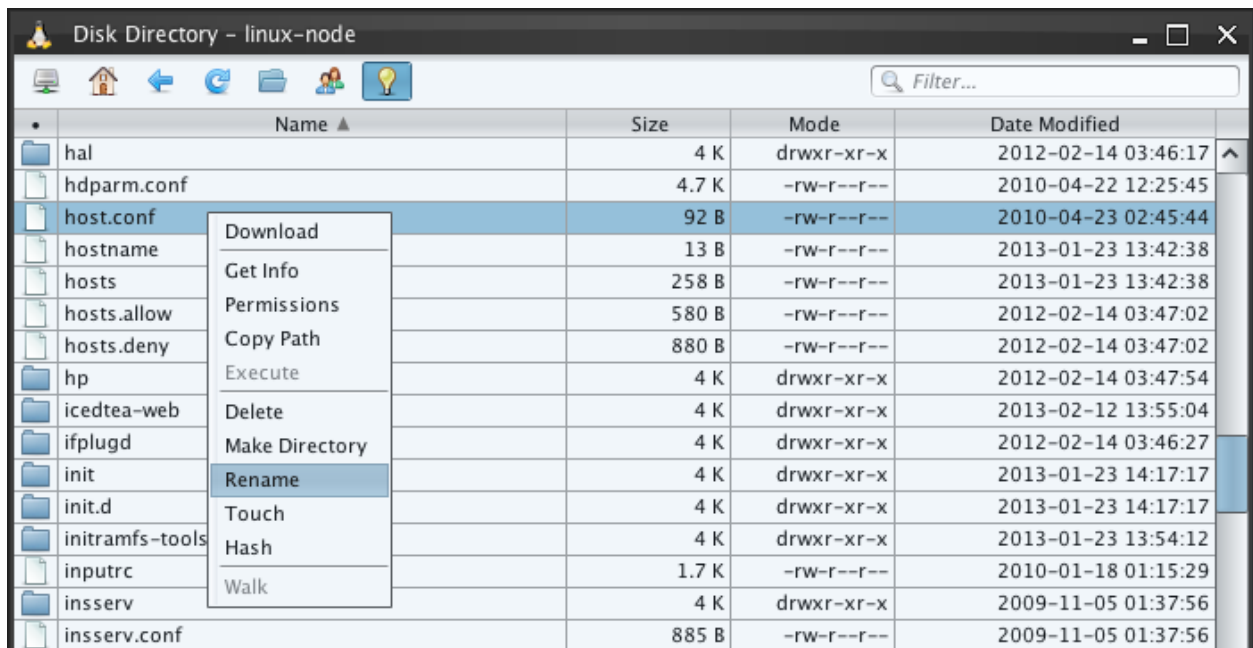 Disk Directory - linux-node
Filter...
• Name ▲ Size Mode Date Modified
hal 4 K drwxr-xr-x 2012-02-14 03:46:17
hdparm.conf 4.7 K -rw-r--r-- 2010-04-22 12:25:45
host.conf 92 B -rw-r--r-- 2010-04-23 02:45:44
hostname 13 B -rw-r--r-- 2013-01-23 13:42:38
hosts 258 B -rw-r--r-- 2013-01-23 13:42:38
hosts.allow 580 B -rw-r--r-- 2012-02-14 03:47:02
hosts.deny 880 B -rw-r--r-- 2012-02-14 03:47:02
hp 4 K drwxr-xr-x 2012-02-14 03:47:54
icedtea-web 4 K drwxr-xr-x 2013-02-12 13:55:04
ifplugd 4 K drwxr-xr-x 2012-02-14 03:46:27
init 4 K drwxr-xr-x 2013-01-23 14:17:17
init.d 4 K drwxr-xr-x 2013-01-23 14:17:17
initramfs-tools 4 K drwxr-xr-x 2013-01-23 13:54:12
inputrc 1.7 K -rw-r--r-- 2010-01-18 01:15:29
insserv 4 K drwxr-xr-x 2009-11-05 01:37:56
insserv.conf 885 B -rw-r--r-- 2009-11-05 01:37:56
Download
Get Info
Permissions
Copy Path
Execute
Delete
Make Directory
Rename
Touch
Hash
Walk